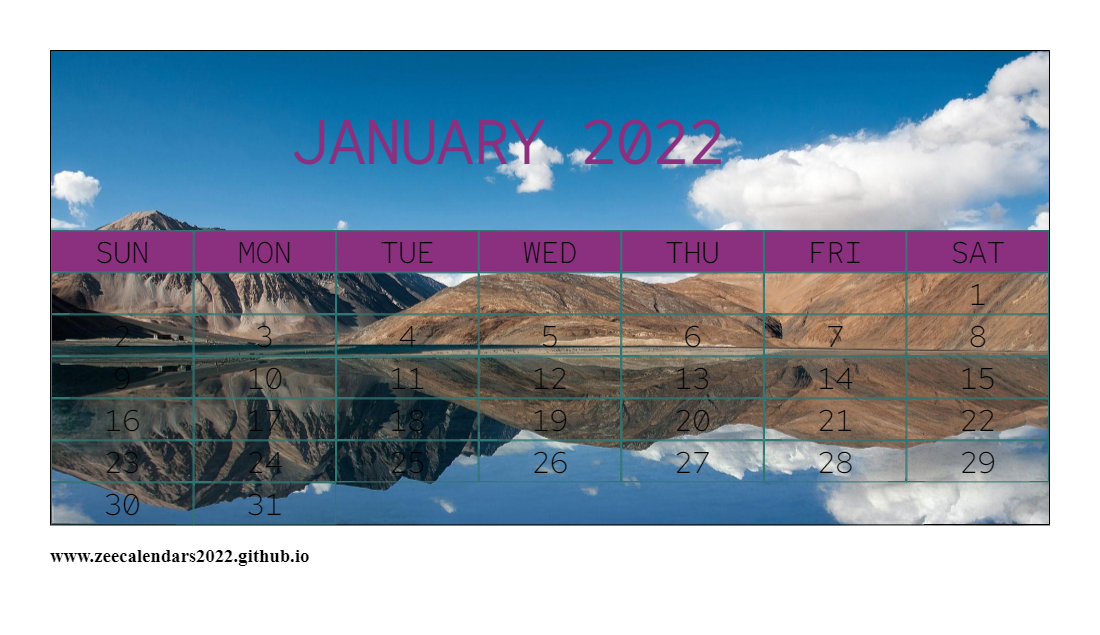 JANUARY 2022
SUN MON TUE WED THU FRI SAT
1
2 3 4 5 6 7 8
9 10 11 12 13 14 15
16 17 18 19 20 21 22
23 24 25 26 27 28 29
30 31
www.zeecalendars2022.github.io